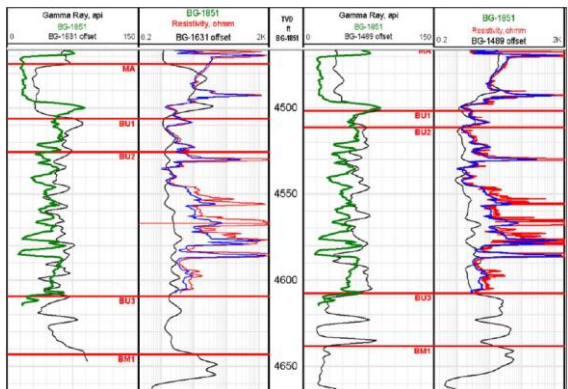 Gamma Ray, api
BG-1851
0 BG-1631 offset 150
BG-1851
Resistivity, ohmm
0.2 BG-1631 offset 2K
TVD
ft
BG-1851
Gamma Ray, api
BG-1851
0 BG-1489 offset 150
BG-1851
Resistivity, ohmm
0.2 BG-1489 offset 2K
MA
BU1
BU2
BU3
BM1
4500
4550
4600
4650
MA
BU1
BU2
BU3
BM1